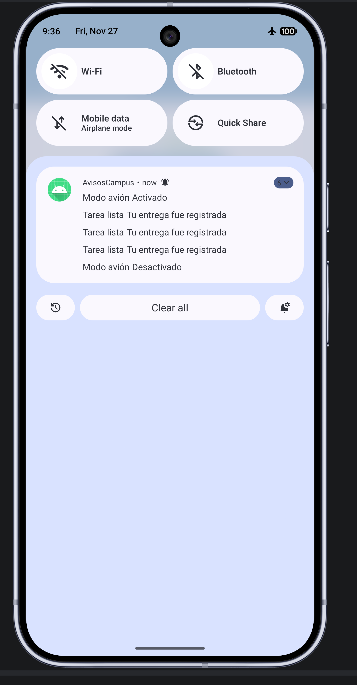 9:36 Fri, Nov 27 100
Wi-Fi
Bluetooth
Mobile data
Airplane mode
Quick Share
AvisosCampus • now
Modo avión Activado
Tarea lista Tu entrega fue registrada
Tarea lista Tu entrega fue registrada
Tarea lista Tu entrega fue registrada
Modo avión Desactivado
Clear all